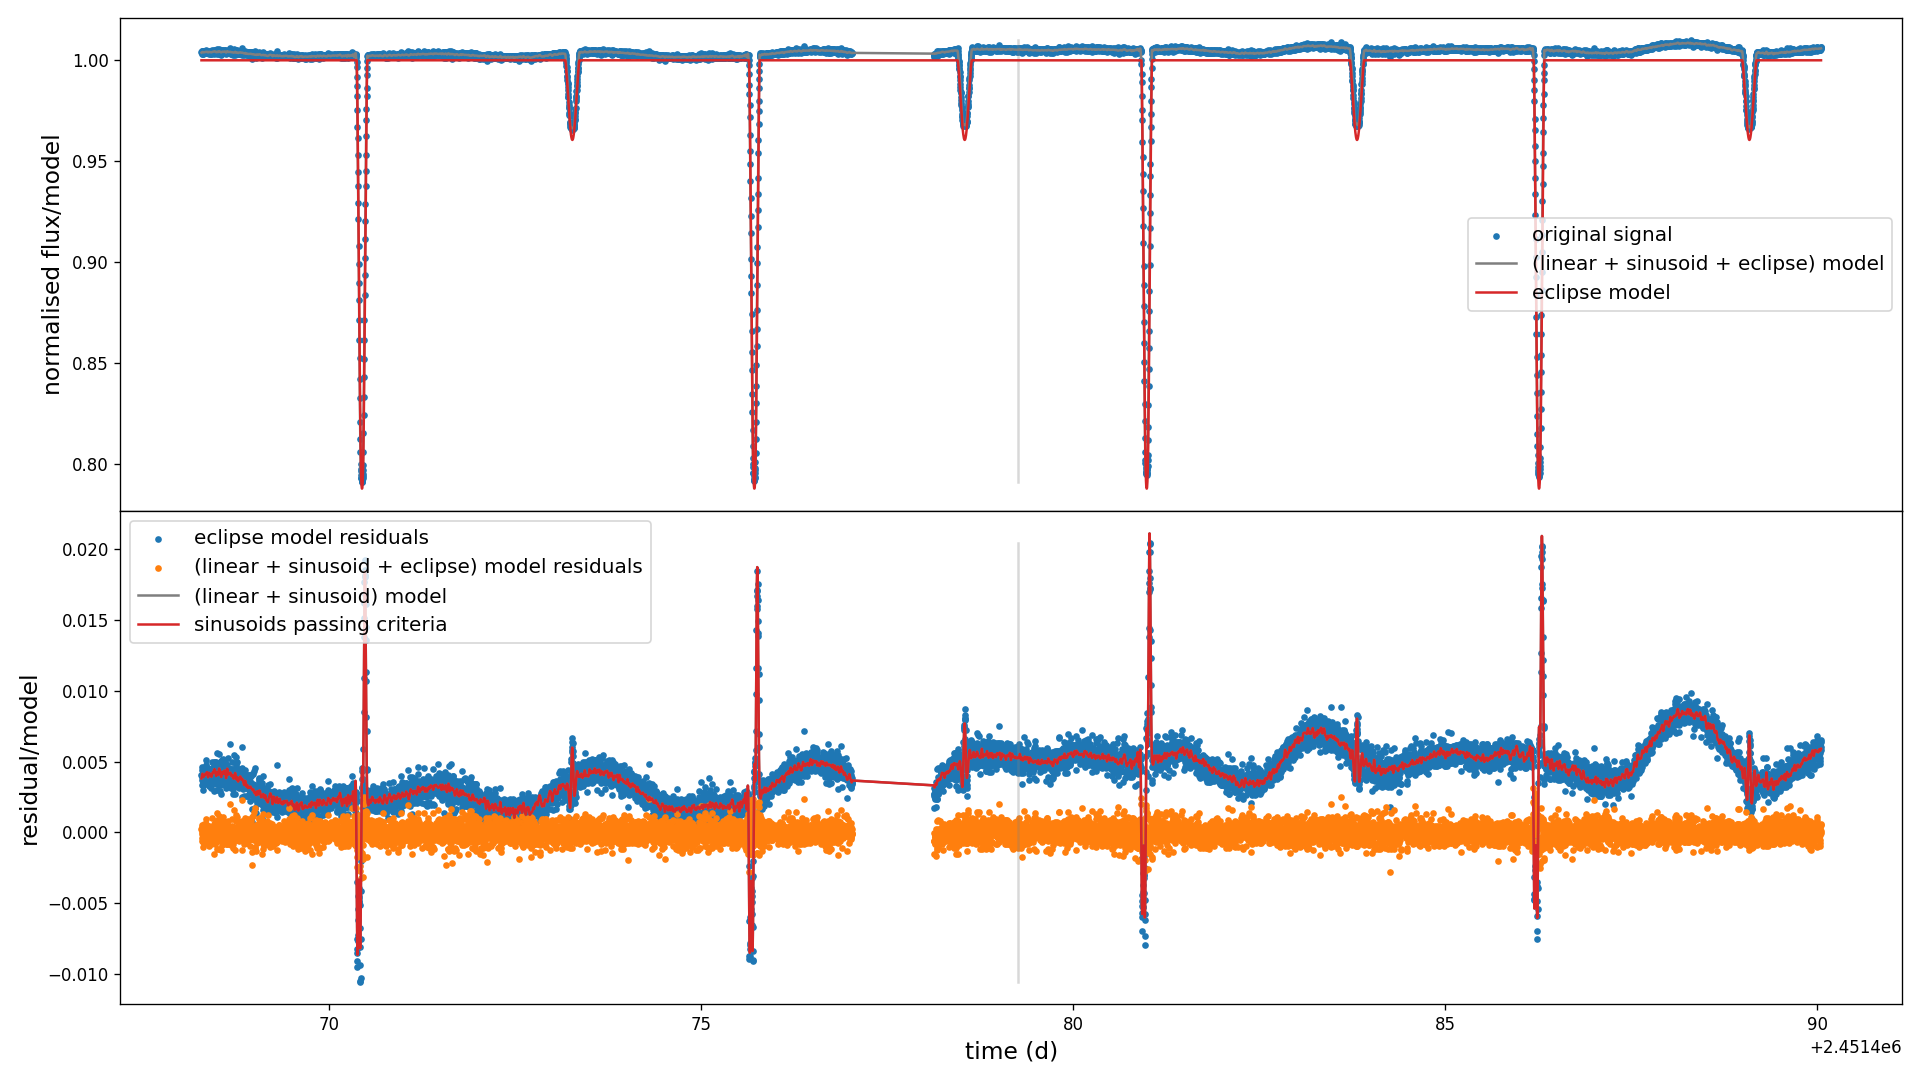 normalised flux/model
1.00
0.95
0.90
0.85
0.80
original signal
(linear + sinusoid + eclipse) model
eclipse model
residual/model
0.020
0.015
0.010
0.005
0.000
−0.005
−0.010
eclipse model residuals
(linear + sinusoid + eclipse) model residuals
(linear + sinusoid) model
sinusoids passing criteria
70
75
80
85
90
time (d)
+2.4514e6